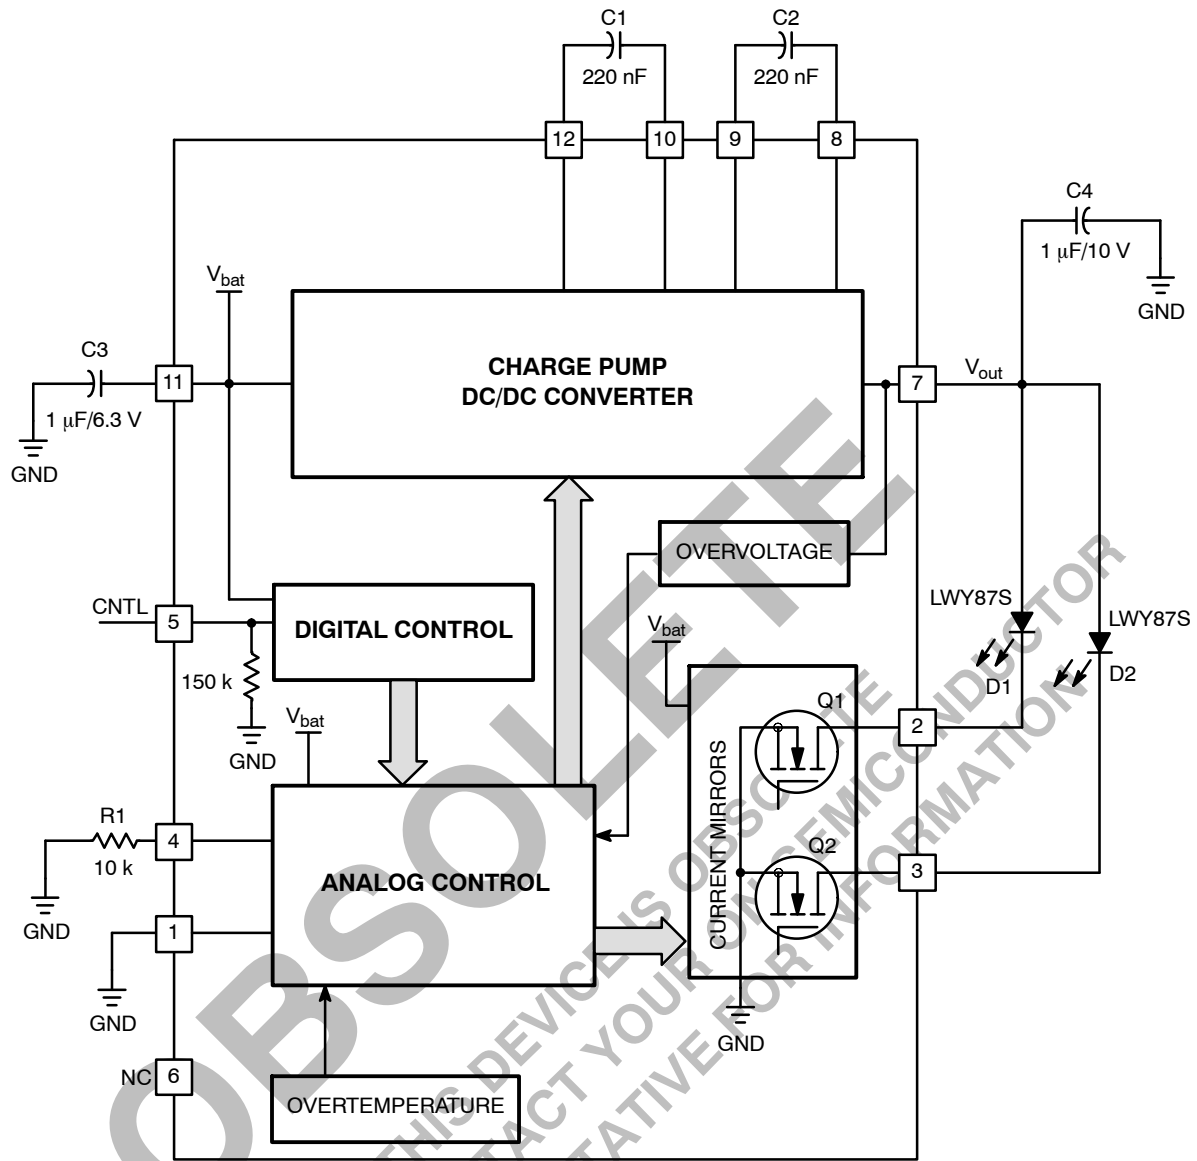 C1
C2
220 nF
220 nF
12
10
9
8
C4
1 μF/10 V
GND
Vbat
C3
11
1 μF/6.3 V
GND
CHARGE PUMP
DC/DC CONVERTER
7
Vout
OVERVOLTAGE
CNTL
5
DIGITAL CONTROL
150 k
GND
Vbat
Vbat
LWY87S
D1
LWY87S
D2
Q1
2
CURRENT MIRRORS
Q2
3
GND
R1
4
10 k
GND
ANALOG CONTROL
1
GND
NC
6
OVERTEMPERATURE
OBSOLETE
THIS DEVICE IS OBSOLETE
TACT YOUR ON SEMICONDUCTOR
TATIVE FOR INFORMATION